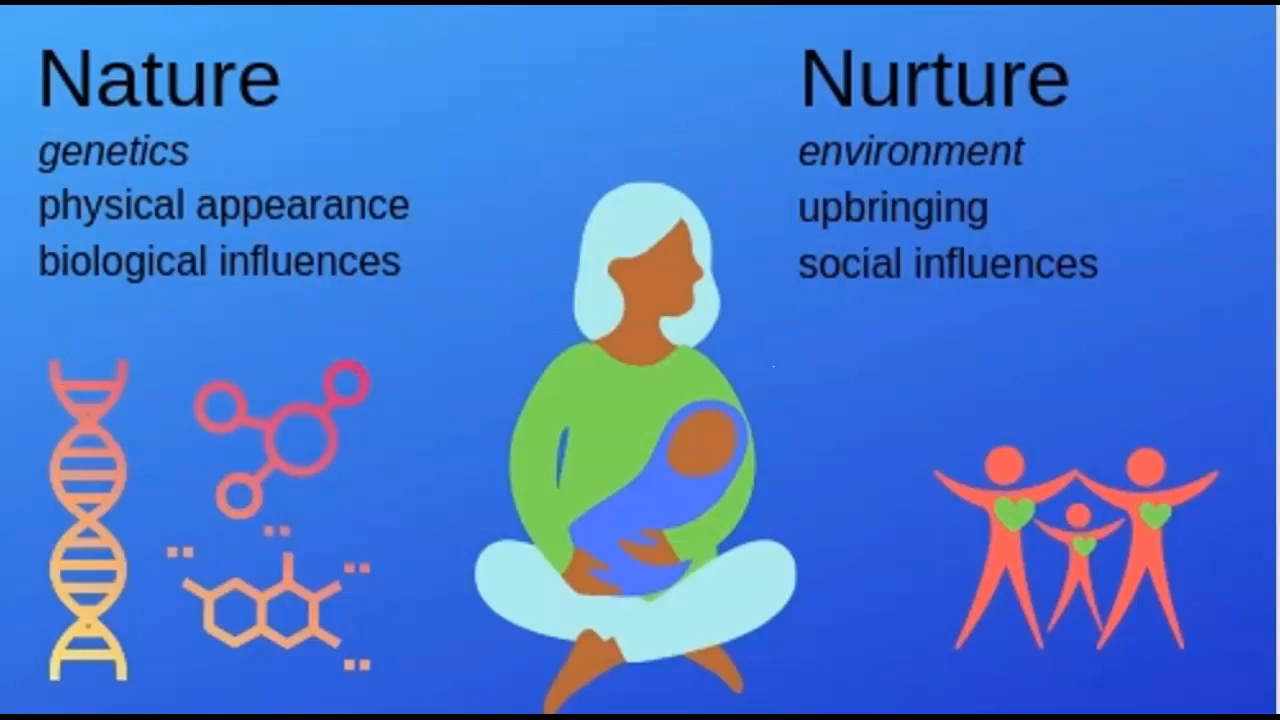 Nature
genetics
physical appearance
biological influences
Nurture
environment
upbringing
social influences